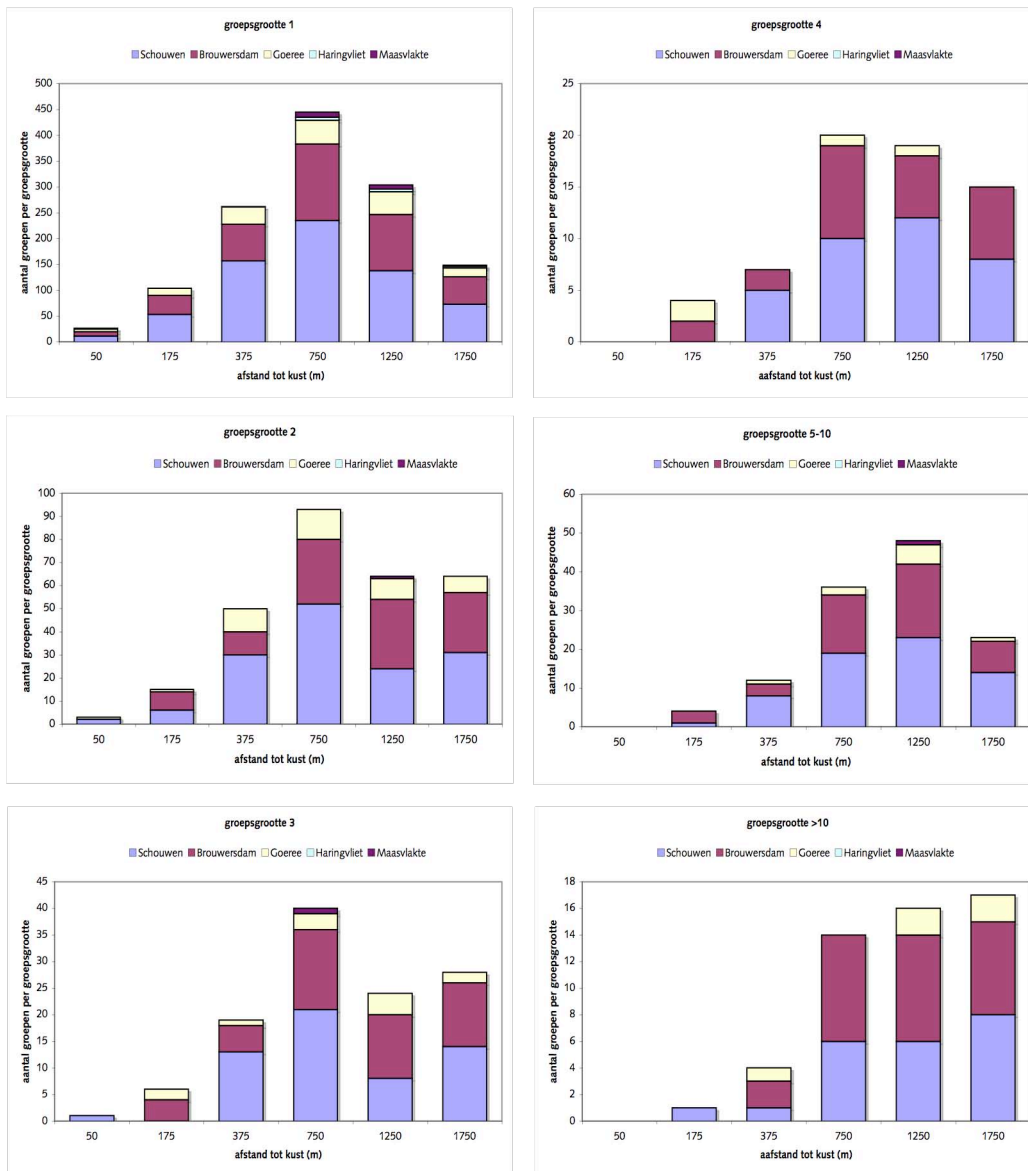 groepsgrootte 1
Schouwen Brouwersdam Goeree Haringvliet Maasvlakte
aantal groepen per groepsgrootte
500
450
400
350
300
250
200
150
100
50
0
50 175 375 750 1250 1750
afstand tot kust (m)
groepsgrootte 4
Schouwen Brouwersdam Goeree Haringvliet Maasvlakte
aantal groepen per groepsgrootte
25
20
15
10
5
0
50 175 375 750 1250 1750
aafstand tot kust (m)
groepsgrootte 2
Schouwen Brouwersdam Goeree Haringvliet Maasvlakte
aantal groepen per groepsgrootte
100
90
80
70
60
50
40
30
20
10
0
50 175 375 750 1250 1750
afstand tot kust (m)
groepsgrootte 5-10
Schouwen Brouwersdam Goeree Haringvliet Maasvlakte
aantal groepen per groepsgrootte
60
50
40
30
20
10
0
50 175 375 750 1250 1750
afstand tot kust (m)
groepsgrootte 3
Schouwen Brouwersdam Goeree Haringvliet Maasvlakte
aantal groepen per groepsgrootte
45
40
35
30
25
20
15
10
5
0
50 175 375 750 1250 1750
afstand tot kust (m)
groepsgrootte >10
Schouwen Brouwersdam Goeree Haringvliet Maasvlakte
aantal groepen per groepsgrootte
18
16
14
12
10
8
6
4
2
0
50 175 375 750 1250 1750
aafstand tot kust (m)